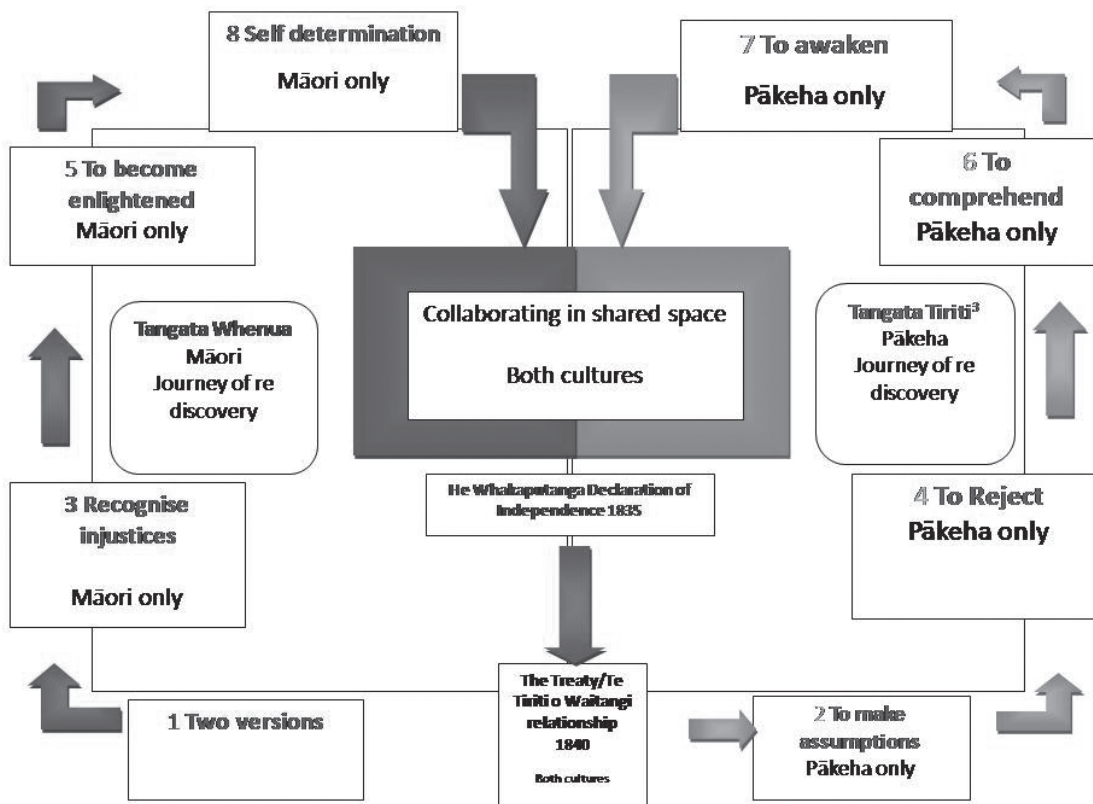 8 Self determination
Māori only
7 To awaken
Pākeha only
5 To become
enlightened
Māori only
6 To
comprehend
Pākeha only
Tangata Whenua
Māori
Journey of re
discovery
Collaborating in shared space
Both cultures
Tangata Tiriti³
Pākeha
Journey of re
discovery
3 Recognise
injustices
Māori only
He Whakaputanga Declaration of
Independence 1835
4 To Reject
Pākeha only
1 Two versions
The Treaty/Te
Tiriti o Waitangi
relationship
1840
Both cultures
2 To make
assumptions
Pākeha only